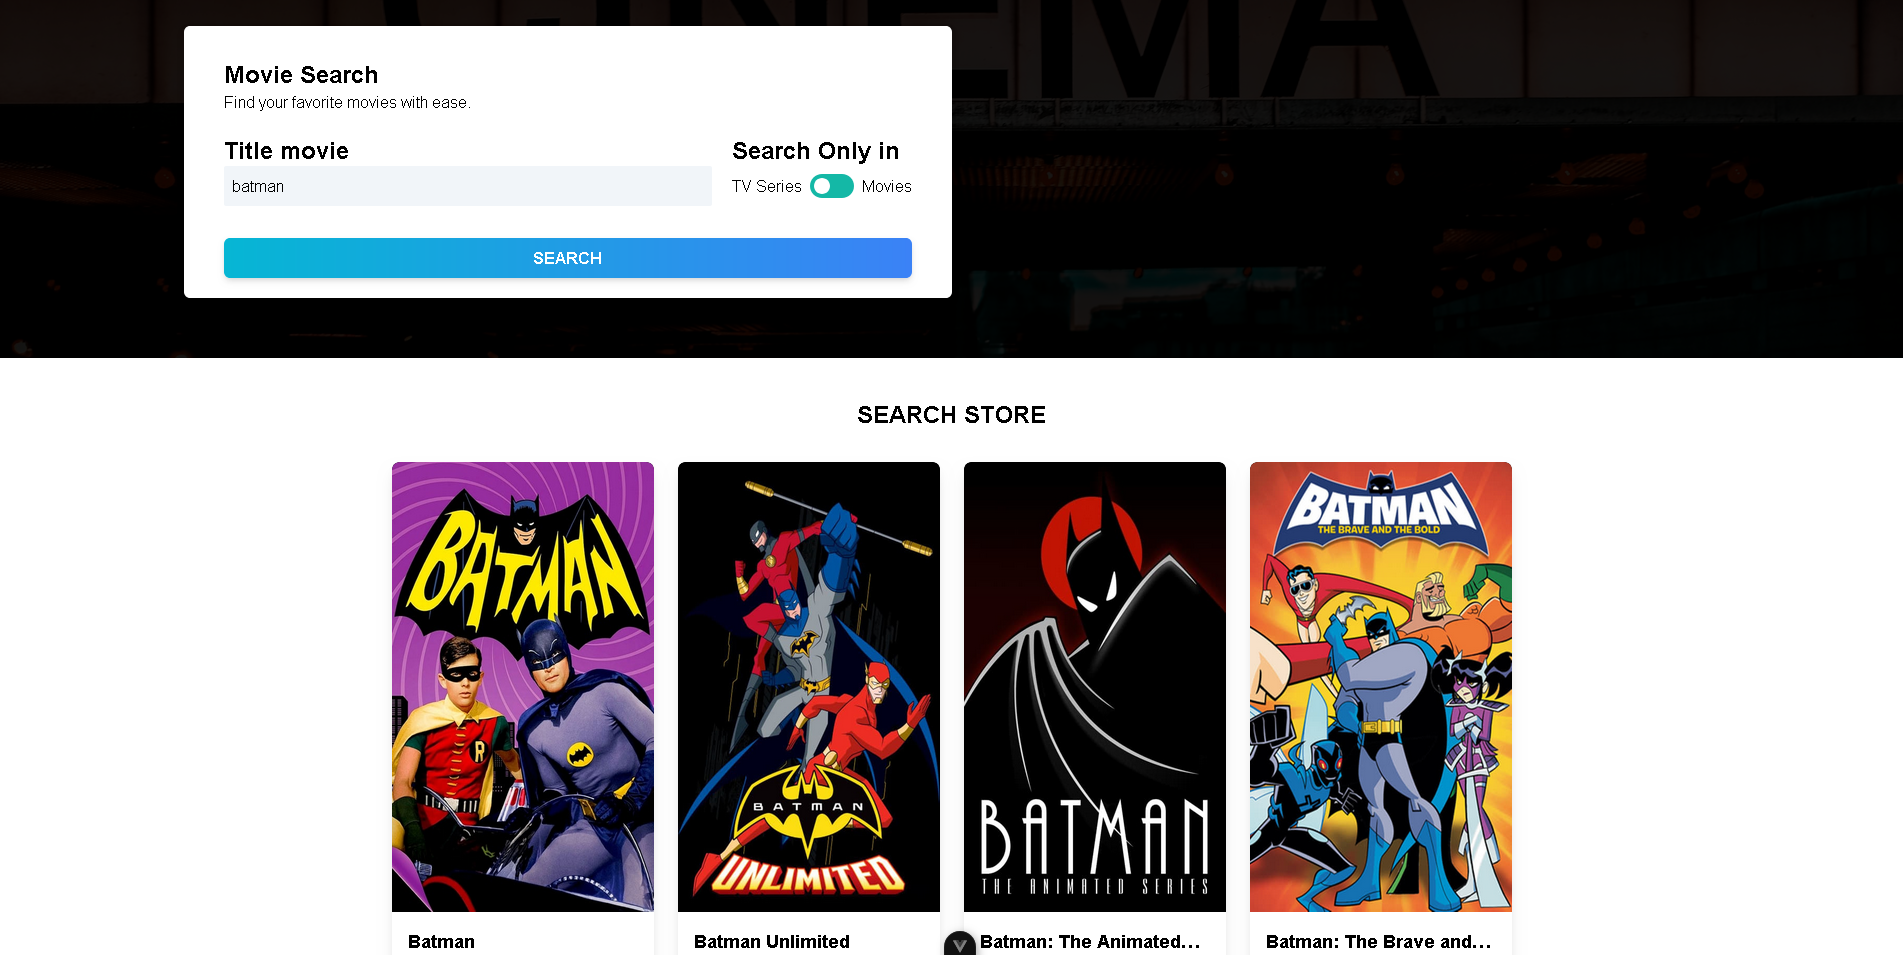 CINEMA
Movie Search
Find your favorite movies with ease.
Title movie
Search Only in
batman
TV Series
Movies
SEARCH
SEARCH STORE
BATMAN
R
BATMAN
UNLIMITED
BATMAN
THE ANIMATED SERIES
BATMAN
THE BRAVE AND THE BOLD
Batman
Batman Unlimited
Batman: The Animated...
Batman: The Brave and...